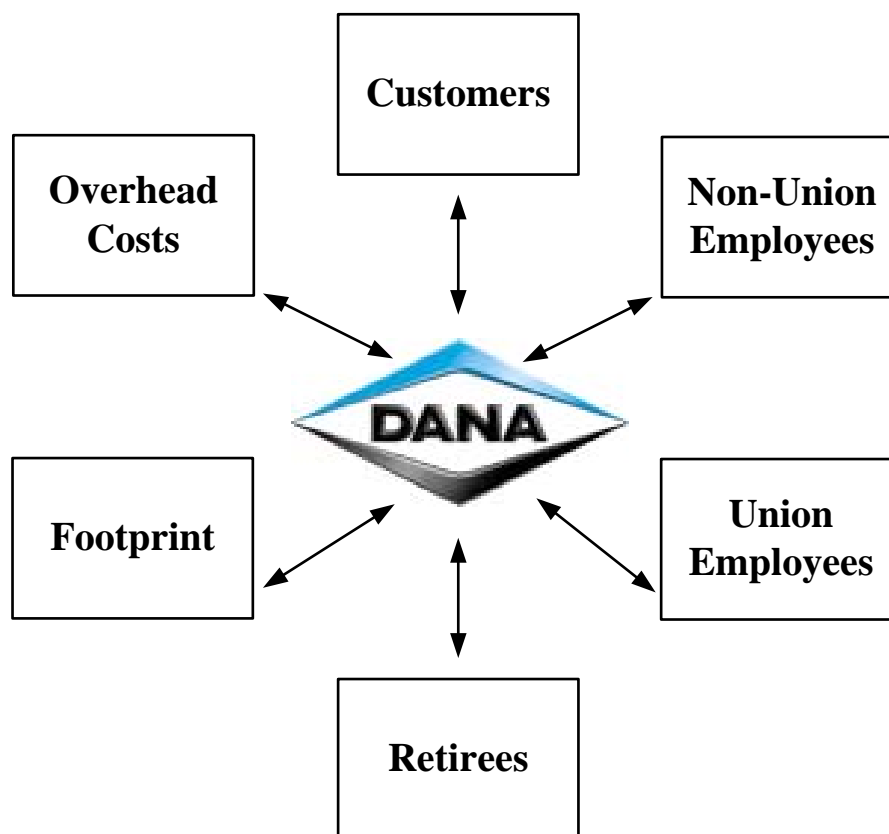 Customers
Overhead
Costs
Non-Union
Employees
DANA
Footprint
Union
Employees
Retirees